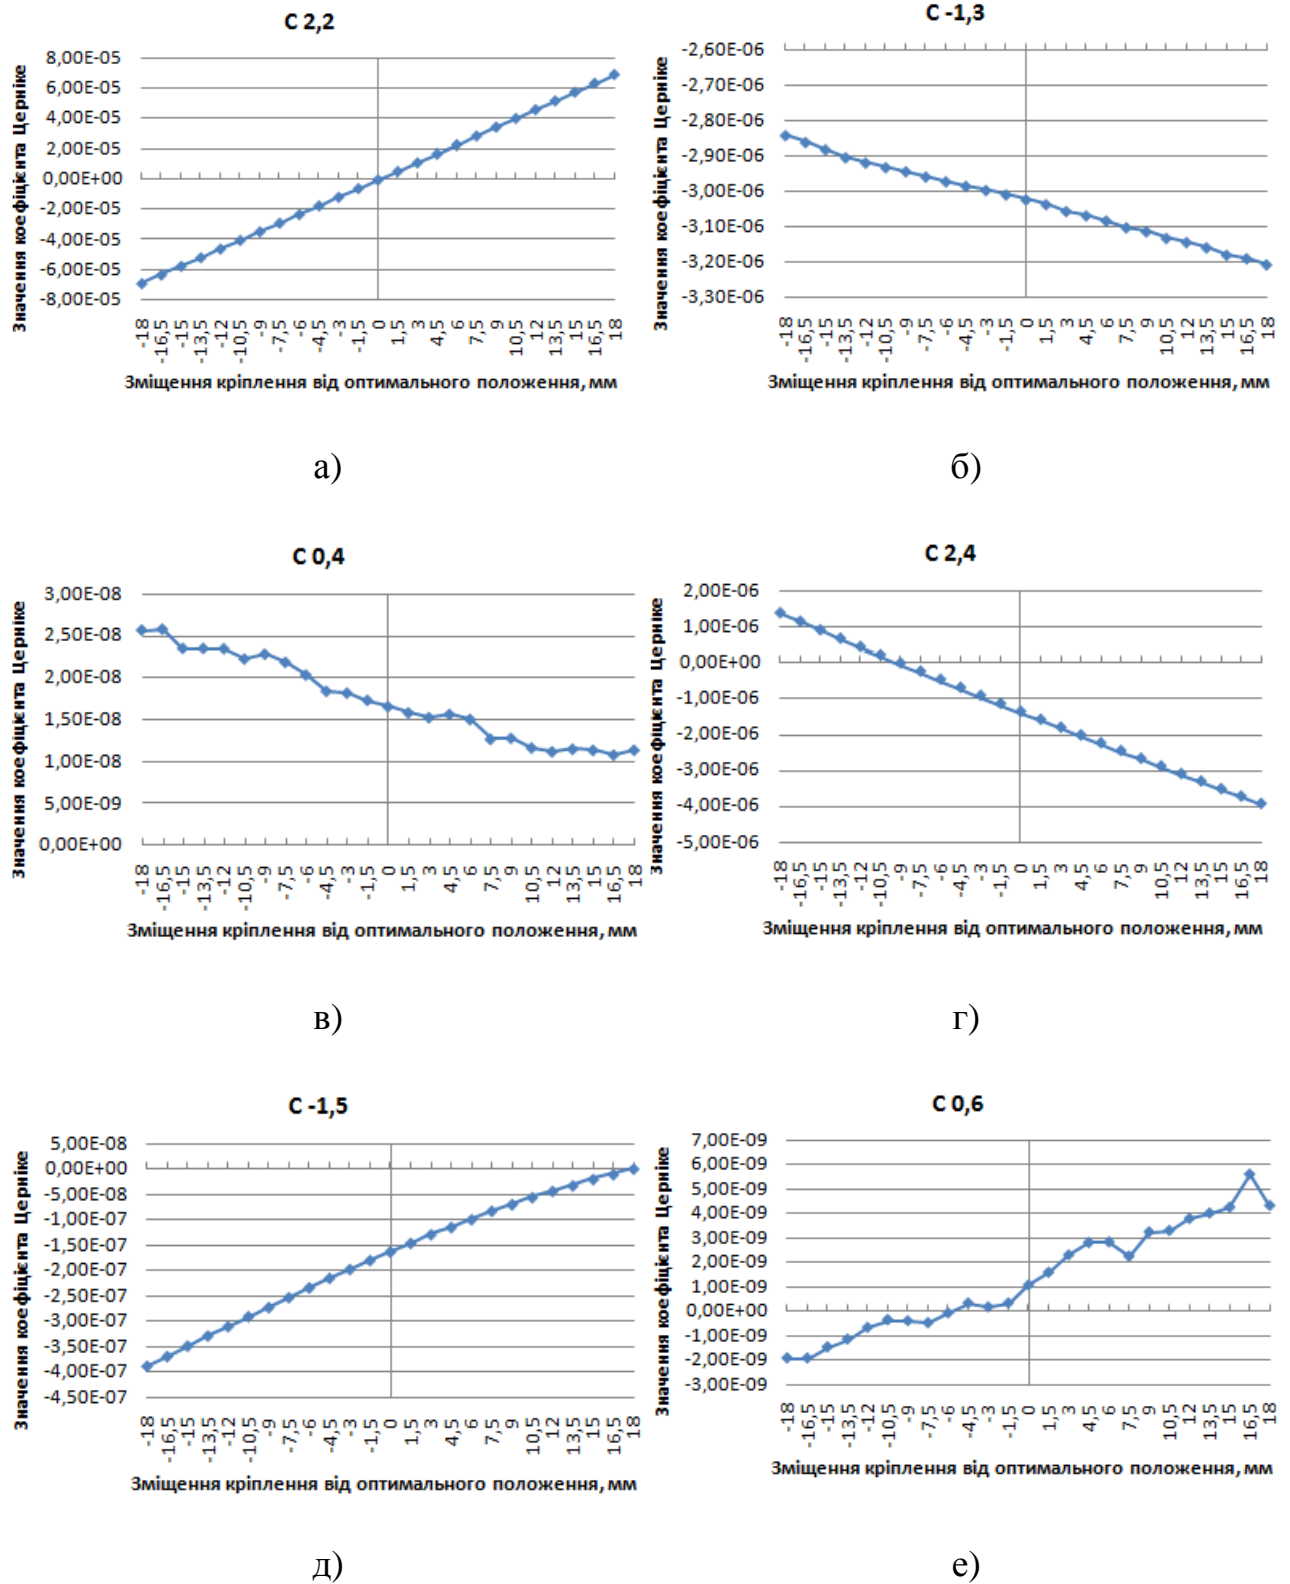 С 2,2
Значення коефіцієнта Церніке
8,00E-05
6,00E-05
4,00E-05
2,00E-05
0,00E+00
-2,00E-05
-4,00E-05
-6,00E-05
-8,00E-05
-18 -16,5 -15 -13,5 -12 -10,5 -9 -7,5 -6 -4,5 -3 -1,5 0 1,5 3 4,5 6 7,5 9 10,5 12 13,5 15 16,5 18
Зміщення кріплення від оптимального положення, мм
а)
С -1,3
Значення коефіцієнта Церніке
-2,60E-06
-2,70E-06
-2,80E-06
-2,90E-06
-3,00E-06
-3,10E-06
-3,20E-06
-3,30E-06
-18 -16,5 -15 -13,5 -12 -10,5 -9 -7,5 -6 -4,5 -3 -1,5 0 1,5 3 4,5 6 7,5 9 10,5 12 13,5 15 16,5 18
Зміщення кріплення від оптимального положення, мм
б)
С 0,4
Значення коефіцієнта Церніке
3,00E-08
2,50E-08
2,00E-08
1,50E-08
1,00E-08
5,00E-09
0,00E+00
-18 -16,5 -15 -13,5 -12 -10,5 -9 -7,5 -6 -4,5 -3 -1,5 0 1,5 3 4,5 6 7,5 9 10,5 12 13,5 15 16,5 18
Зміщення кріплення від оптимального положення, мм
в)
С 2,4
Значення коефіцієнта Церніке
2,00E-06
1,00E-06
0,00E+00
-1,00E-06
-2,00E-06
-3,00E-06
-4,00E-06
-5,00E-06
-18 -16,5 -15 -13,5 -12 -10,5 -9 -7,5 -6 -4,5 -3 -1,5 0 1,5 3 4,5 6 7,5 9 10,5 12 13,5 15 16,5 18
Зміщення кріплення від оптимального положення, мм
г)
С -1,5
Значення коефіцієнта Церніке
5,00E-08
0,00E+00
-5,00E-08
-1,00E-07
-1,50E-07
-2,00E-07
-2,50E-07
-3,00E-07
-3,50E-07
-4,00E-07
-4,50E-07
-18 -16,5 -15 -13,5 -12 -10,5 -9 -7,5 -6 -4,5 -3 -1,5 0 1,5 3 4,5 6 7,5 9 10,5 12 13,5 15 16,5 18
Зміщення кріплення від оптимального положення, мм
д)
С 0,6
Значення коефіцієнта Церніке
7,00E-09
6,00E-09
5,00E-09
4,00E-09
3,00E-09
2,00E-09
1,00E-09
0,00E+00
-1,00E-09
-2,00E-09
-3,00E-09
-18 -16,5 -15 -13,5 -12 -10,5 -9 -7,5 -6 -4,5 -3 -1,5 0 1,5 3 4,5 6 7,5 9 10,5 12 13,5 15 16,5 18
Зміщення кріплення від оптимального положення, мм
е)